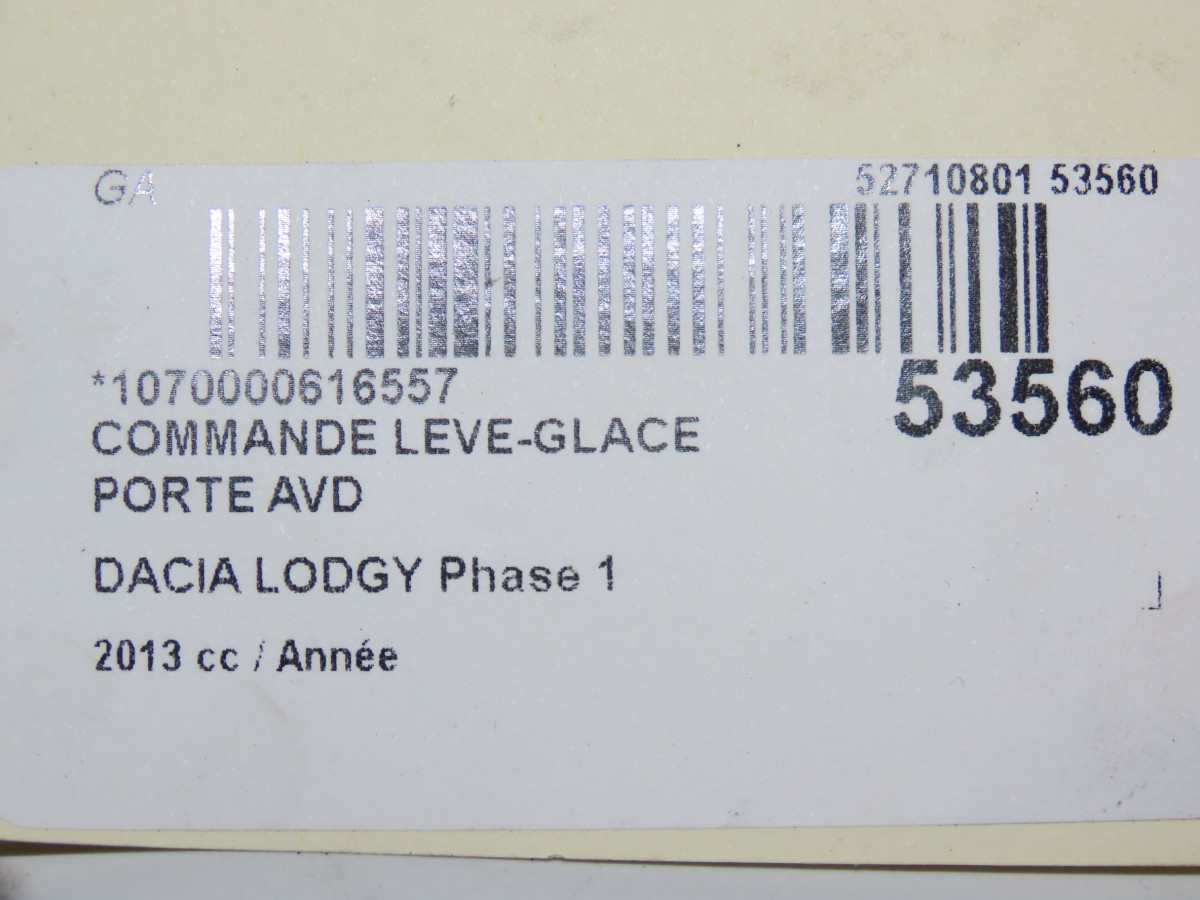 GA
52710801 53560
*1070000616557
53560
COMMANDE LEVE-GLACE
PORTE AVD
DACIA LODGY Phase 1
2013 cc / Année